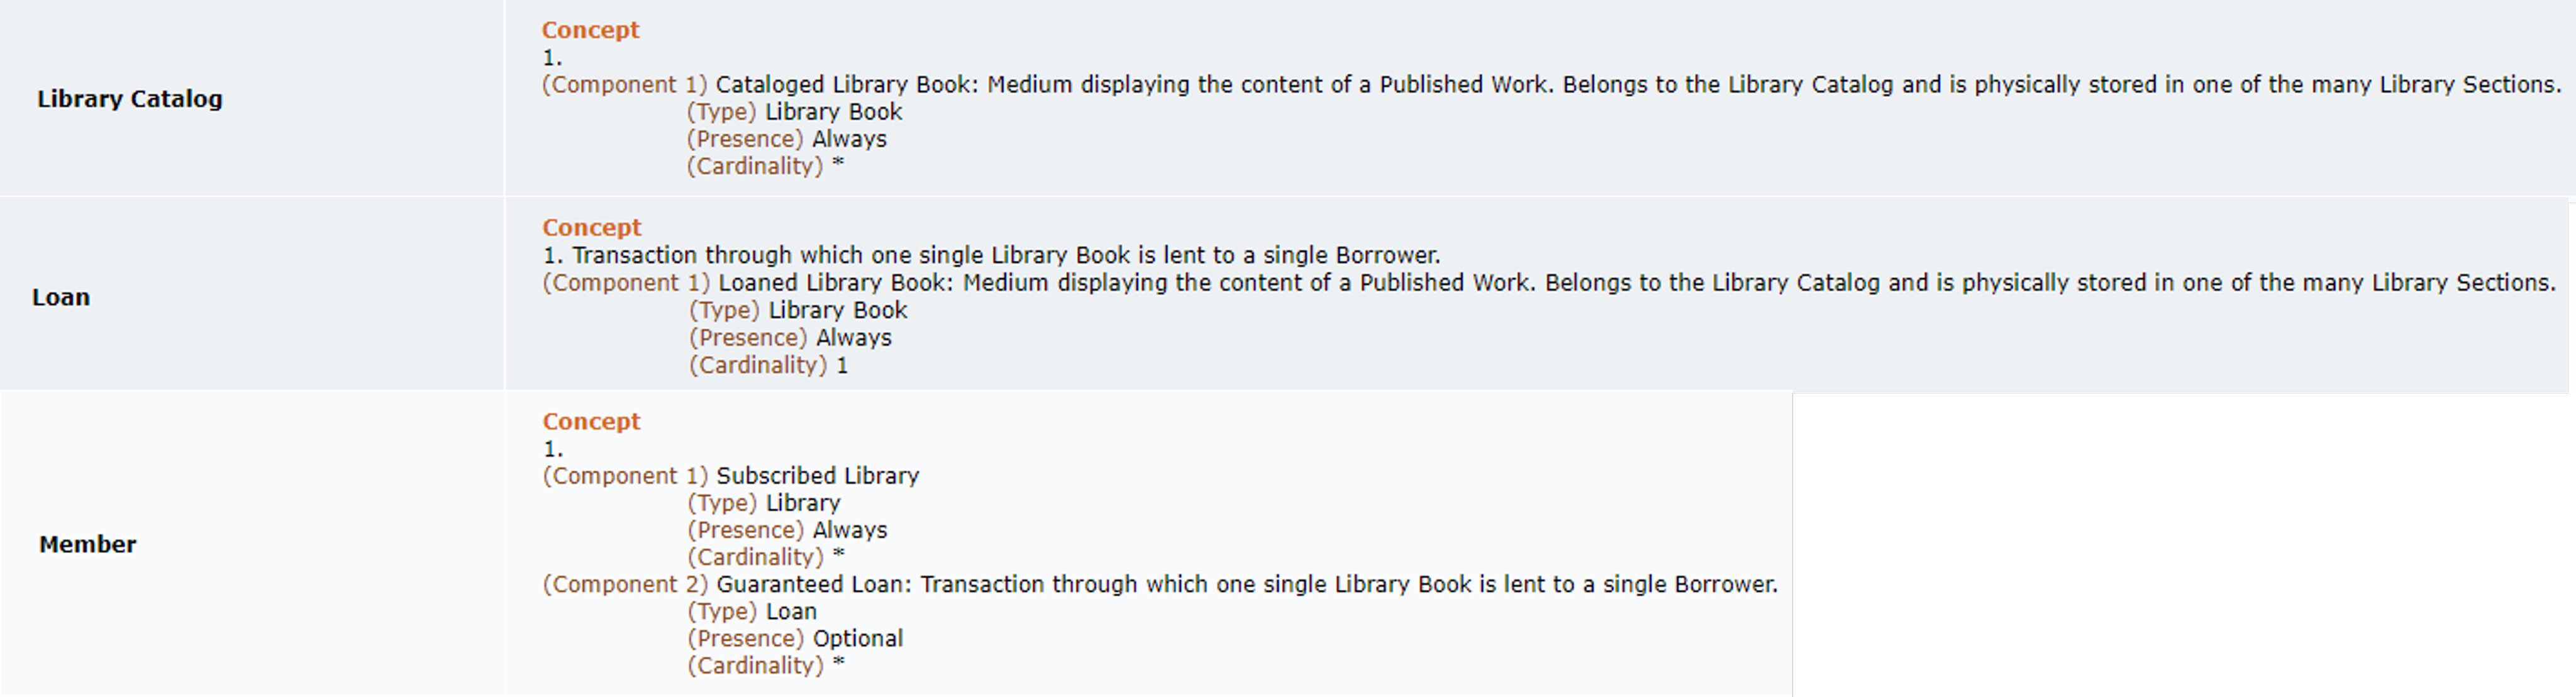 Library Catalog
Concept
1.
(Component 1) Cataloged Library Book: Medium displaying the content of a Published Work. Belongs to the Library Catalog and is physically stored in one of the many Library Sections.
(Type) Library Book
(Presence) Always
(Cardinality) *
Loan
Concept
1. Transaction through which one single Library Book is lent to a single Borrower.
(Component 1) Loaned Library Book: Medium displaying the content of a Published Work. Belongs to the Library Catalog and is physically stored in one of the many Library Sections.
(Type) Library Book
(Presence) Always
(Cardinality) 1
Member
Concept
1.
(Component 1) Subscribed Library
(Type) Library
(Presence) Always
(Cardinality) *
(Component 2) Guaranteed Loan: Transaction through which one single Library Book is lent to a single Borrower.
(Type) Loan
(Presence) Optional
(Cardinality) *